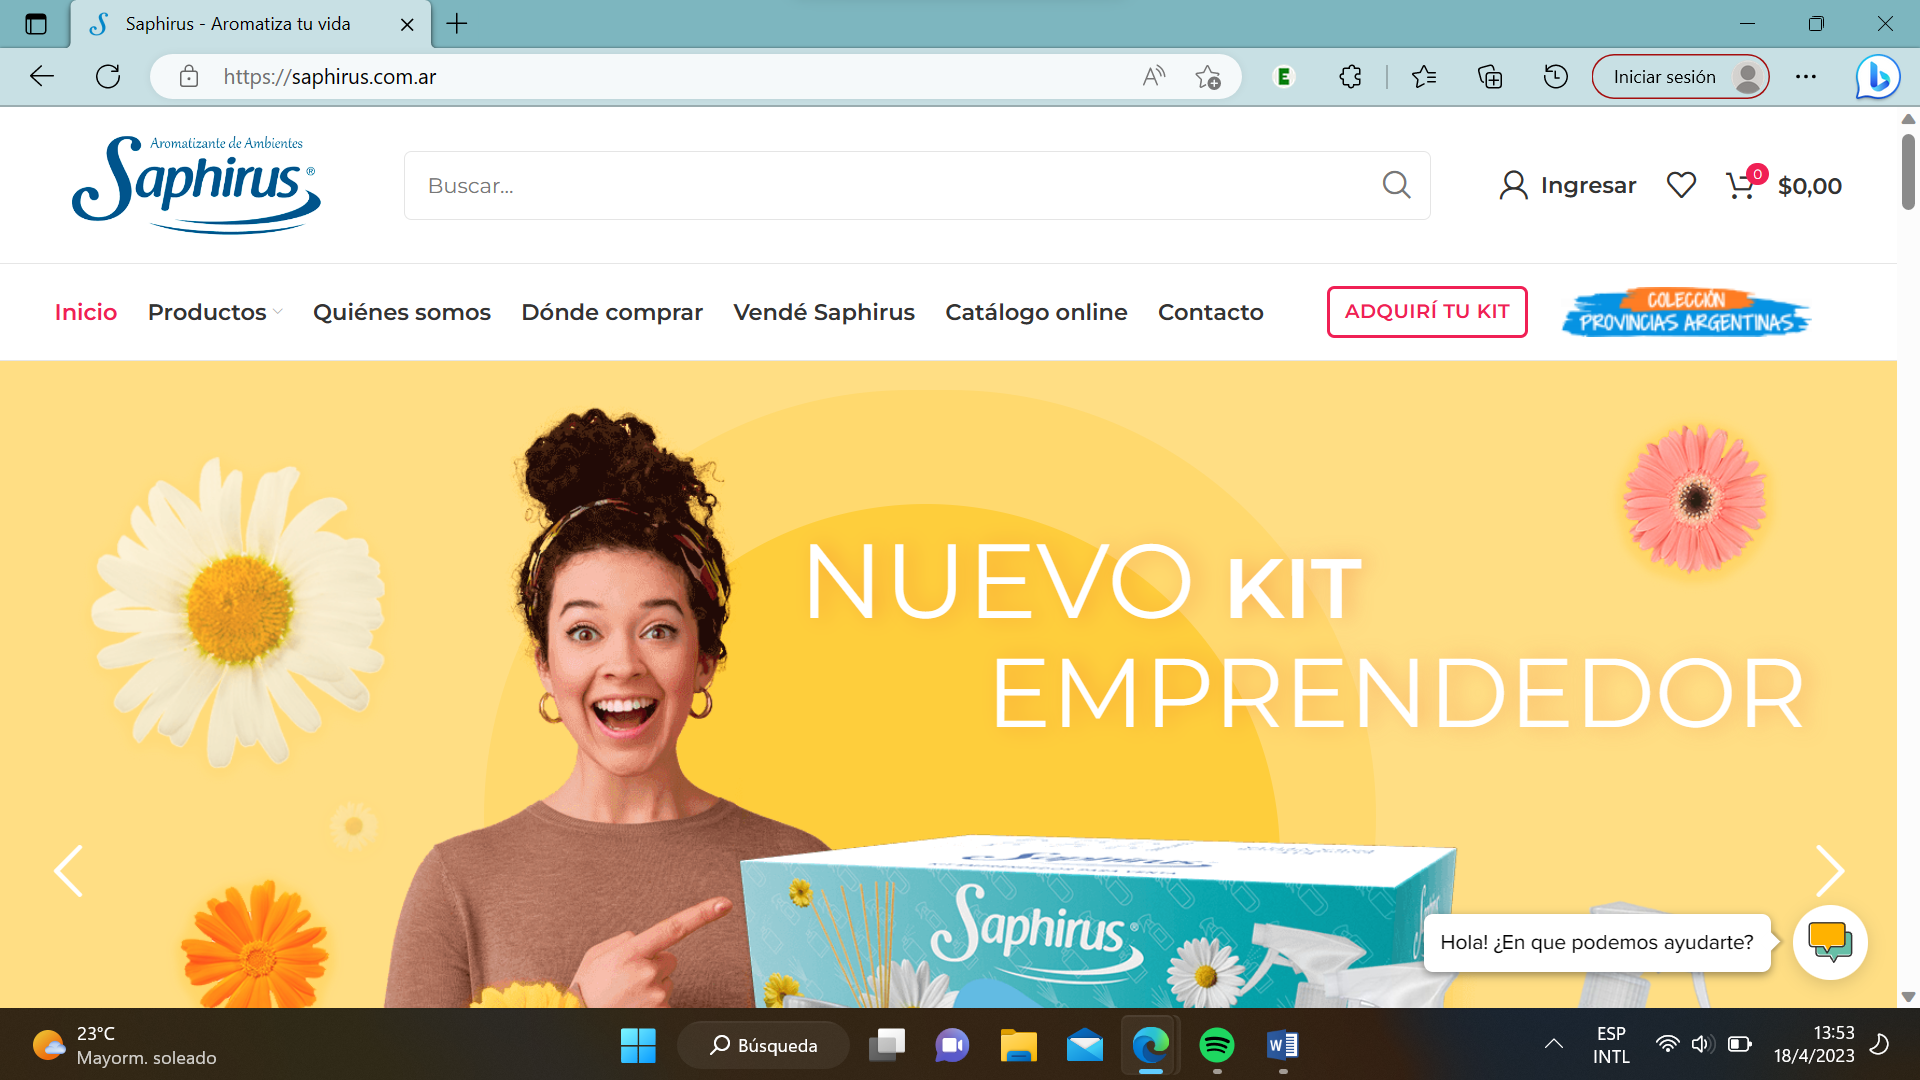 Saphirus - Aromatiza tu vida
https://saphirus.com.ar
Iniciar sesión
Aromatizante de Ambientes
Saphirus®
Buscar...
Ingresar
0
$0,00
Inicio
Productos
Quiénes somos
Dónde comprar
Vendé Saphirus
Catálogo online
Contacto
ADQUIRÍ TU KIT
COLECCIÓN
PROVINCIAS ARGENTINAS
NUEVO KIT
EMPRENDEDOR
Saphirus®
Hola! ¿En que podemos ayudarte?
23°C
Mayorm. soleado
Búsqueda
ESP
INTL
13:53
18/4/2023